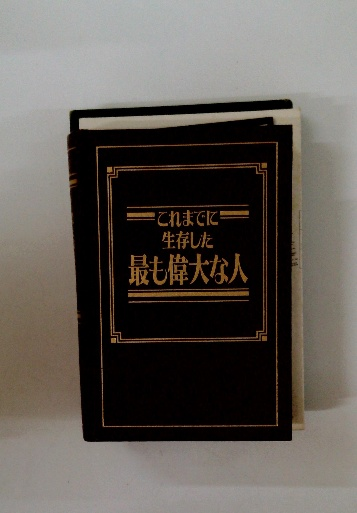 これまでに
生存した
最も偉大な人